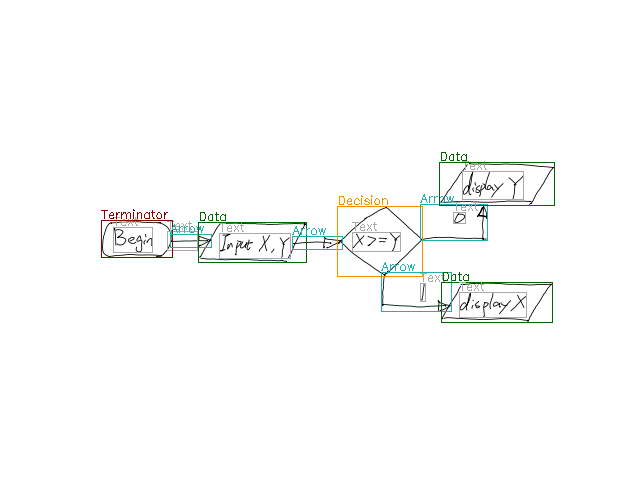 Data
Text
display Y
Decision
Arrow
Text
0
Terminator
Text
Begin
Text
Arrow
Data
Text
Input X, Y
Arrow
Text
X >= Y
Arrow
Text
1
Data
Text
display X